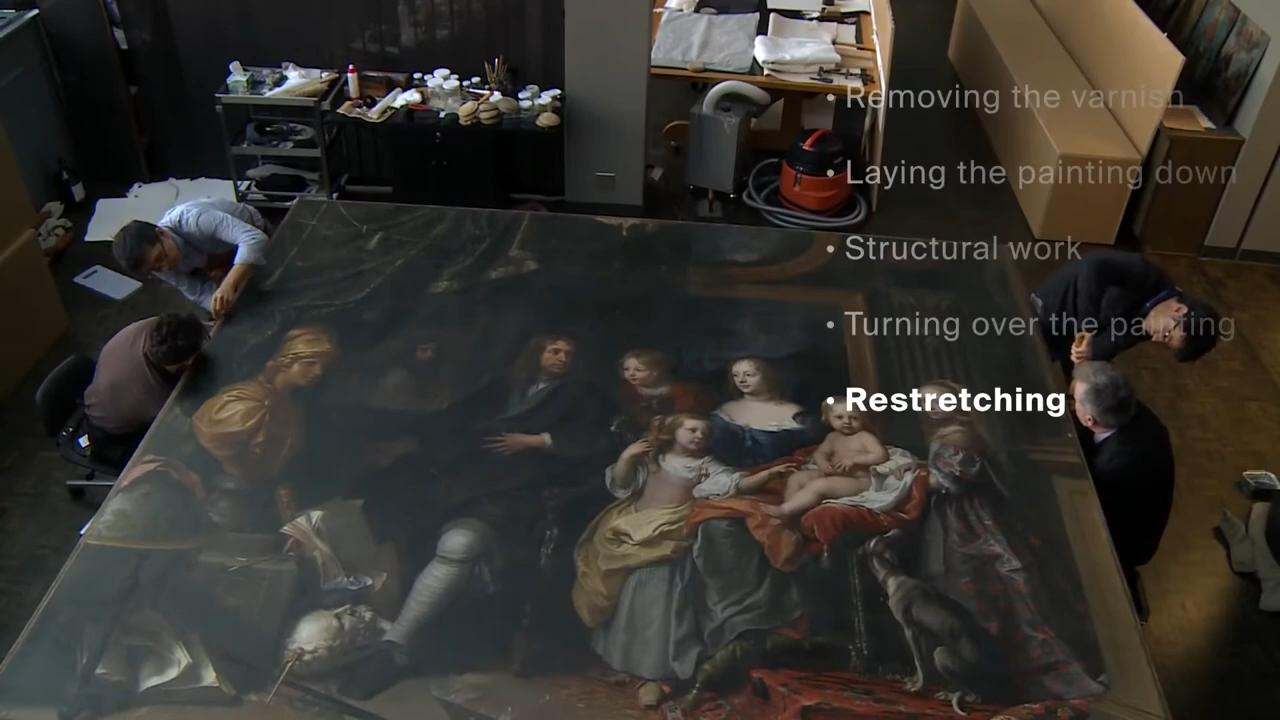 • Removing the varnish
• Laying the painting down
• Structural work
• Turning over the painting
• Restretching